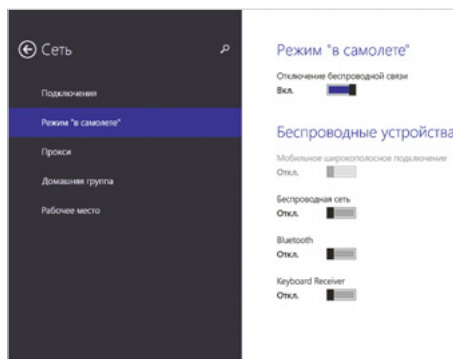 Сеть
Подключения
Режим "в самолете"
Прокси
Домашняя группа
Рабочее место
Режим "в самолете"
Отключение беспроводной связи
Вкл.
Беспроводные устройства
Мобильное широкополосное подключение
Откл.
Беспроводная сеть
Откл.
Bluetooth
Откл.
Keyboard Receiver
Откл.